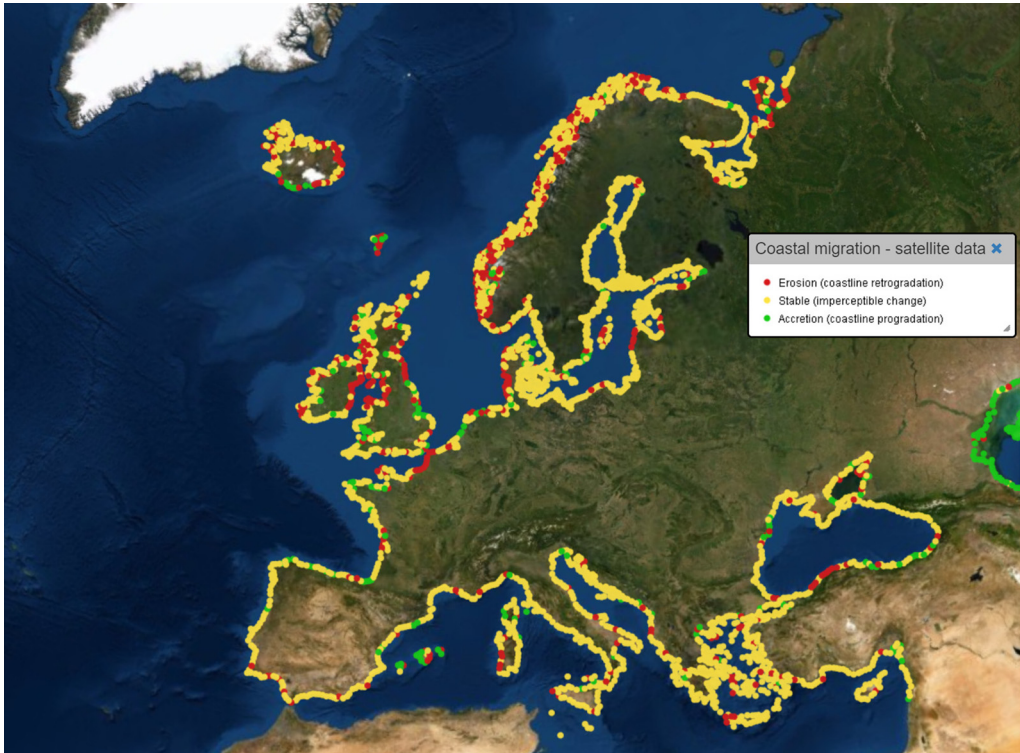 Coastal migration - satellite data ✖
Erosion (coastline retrogradation)
Stable (imperceptible change)
Accretion (coastline progradation)